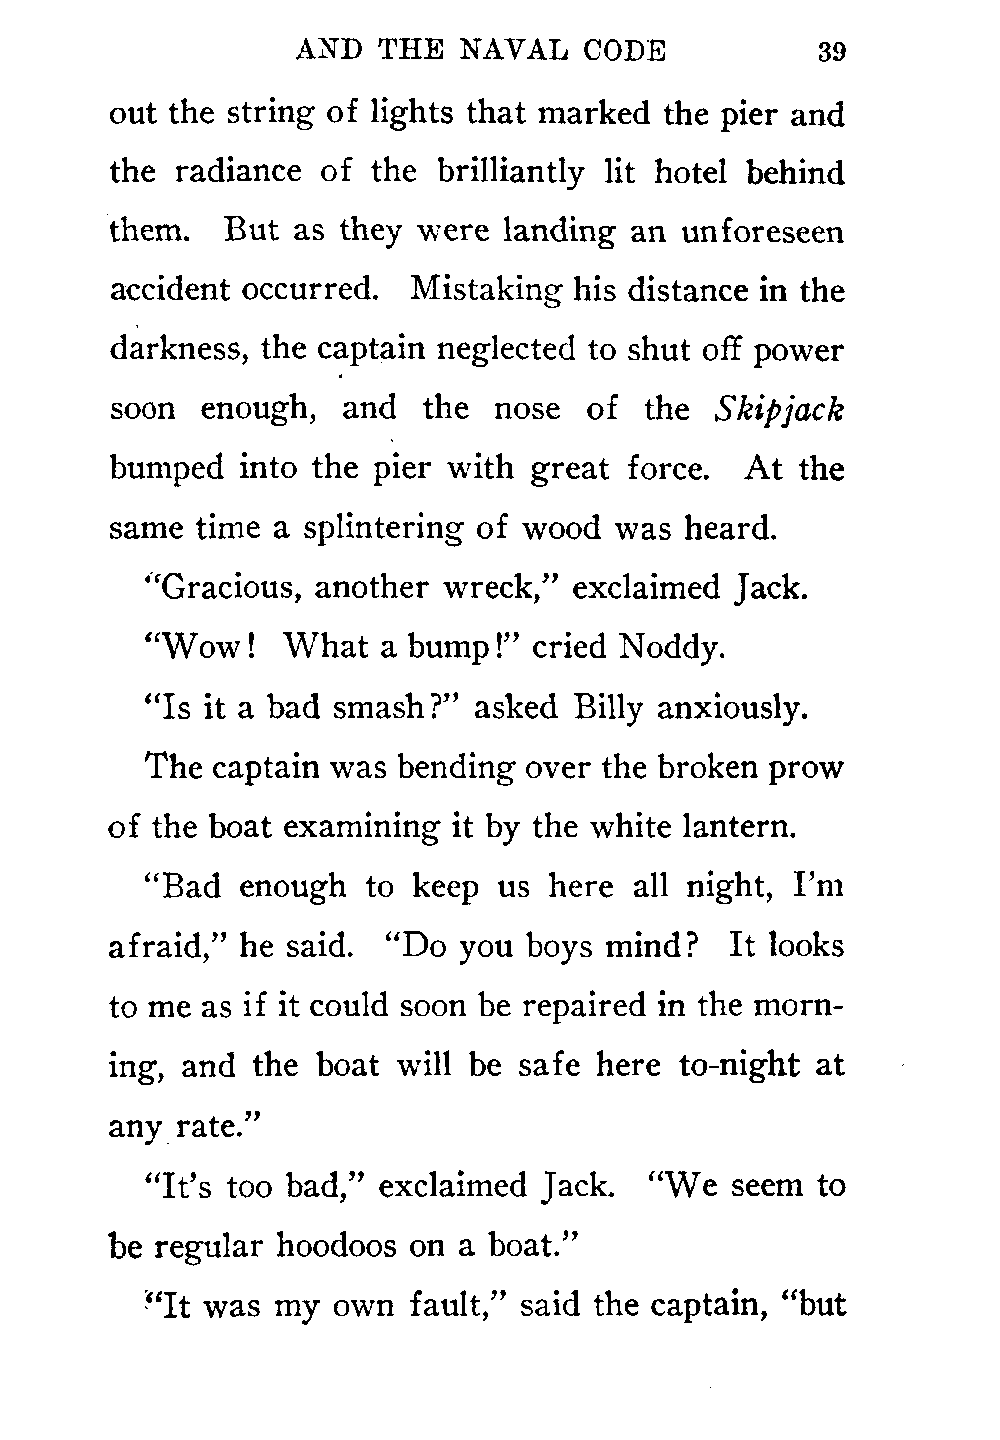 AND THE NAVAL CODE 39
out the string of lights that marked the pier and
the radiance of the brilliantly lit hotel behind
them. But as they were landing an unforeseen
accident occurred. Mistaking his distance in the
darkness, the captain neglected to shut off power
soon enough, and the nose of the Skipjack
bumped into the pier with great force. At the
same time a splintering of wood was heard.
“Gracious, another wreck,” exclaimed Jack.
“Wow! What a bump!” cried Noddy.
“Is it a bad smash?” asked Billy anxiously.
The captain was bending over the broken prow
of the boat examining it by the white lantern.
“Bad enough to keep us here all night, I’m
afraid,” he said. “Do you boys mind? It looks
to me as if it could soon be repaired in the morn-
ing, and the boat will be safe here to-night at
any rate.”
“It’s too bad,” exclaimed Jack. “We seem to
be regular hoodoos on a boat.”
“It was my own fault,” said the captain, “but